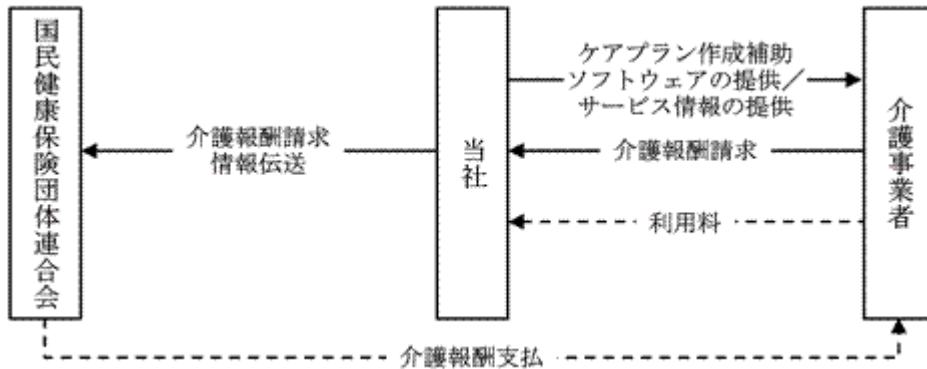 国民健康保険団体連合会
介護報酬請求
情報伝送
当社
ケアプラン作成補助
ソフトウェアの提供／
サービス情報の提供
介護報酬請求
利用料
介護事業者
介護報酬支払